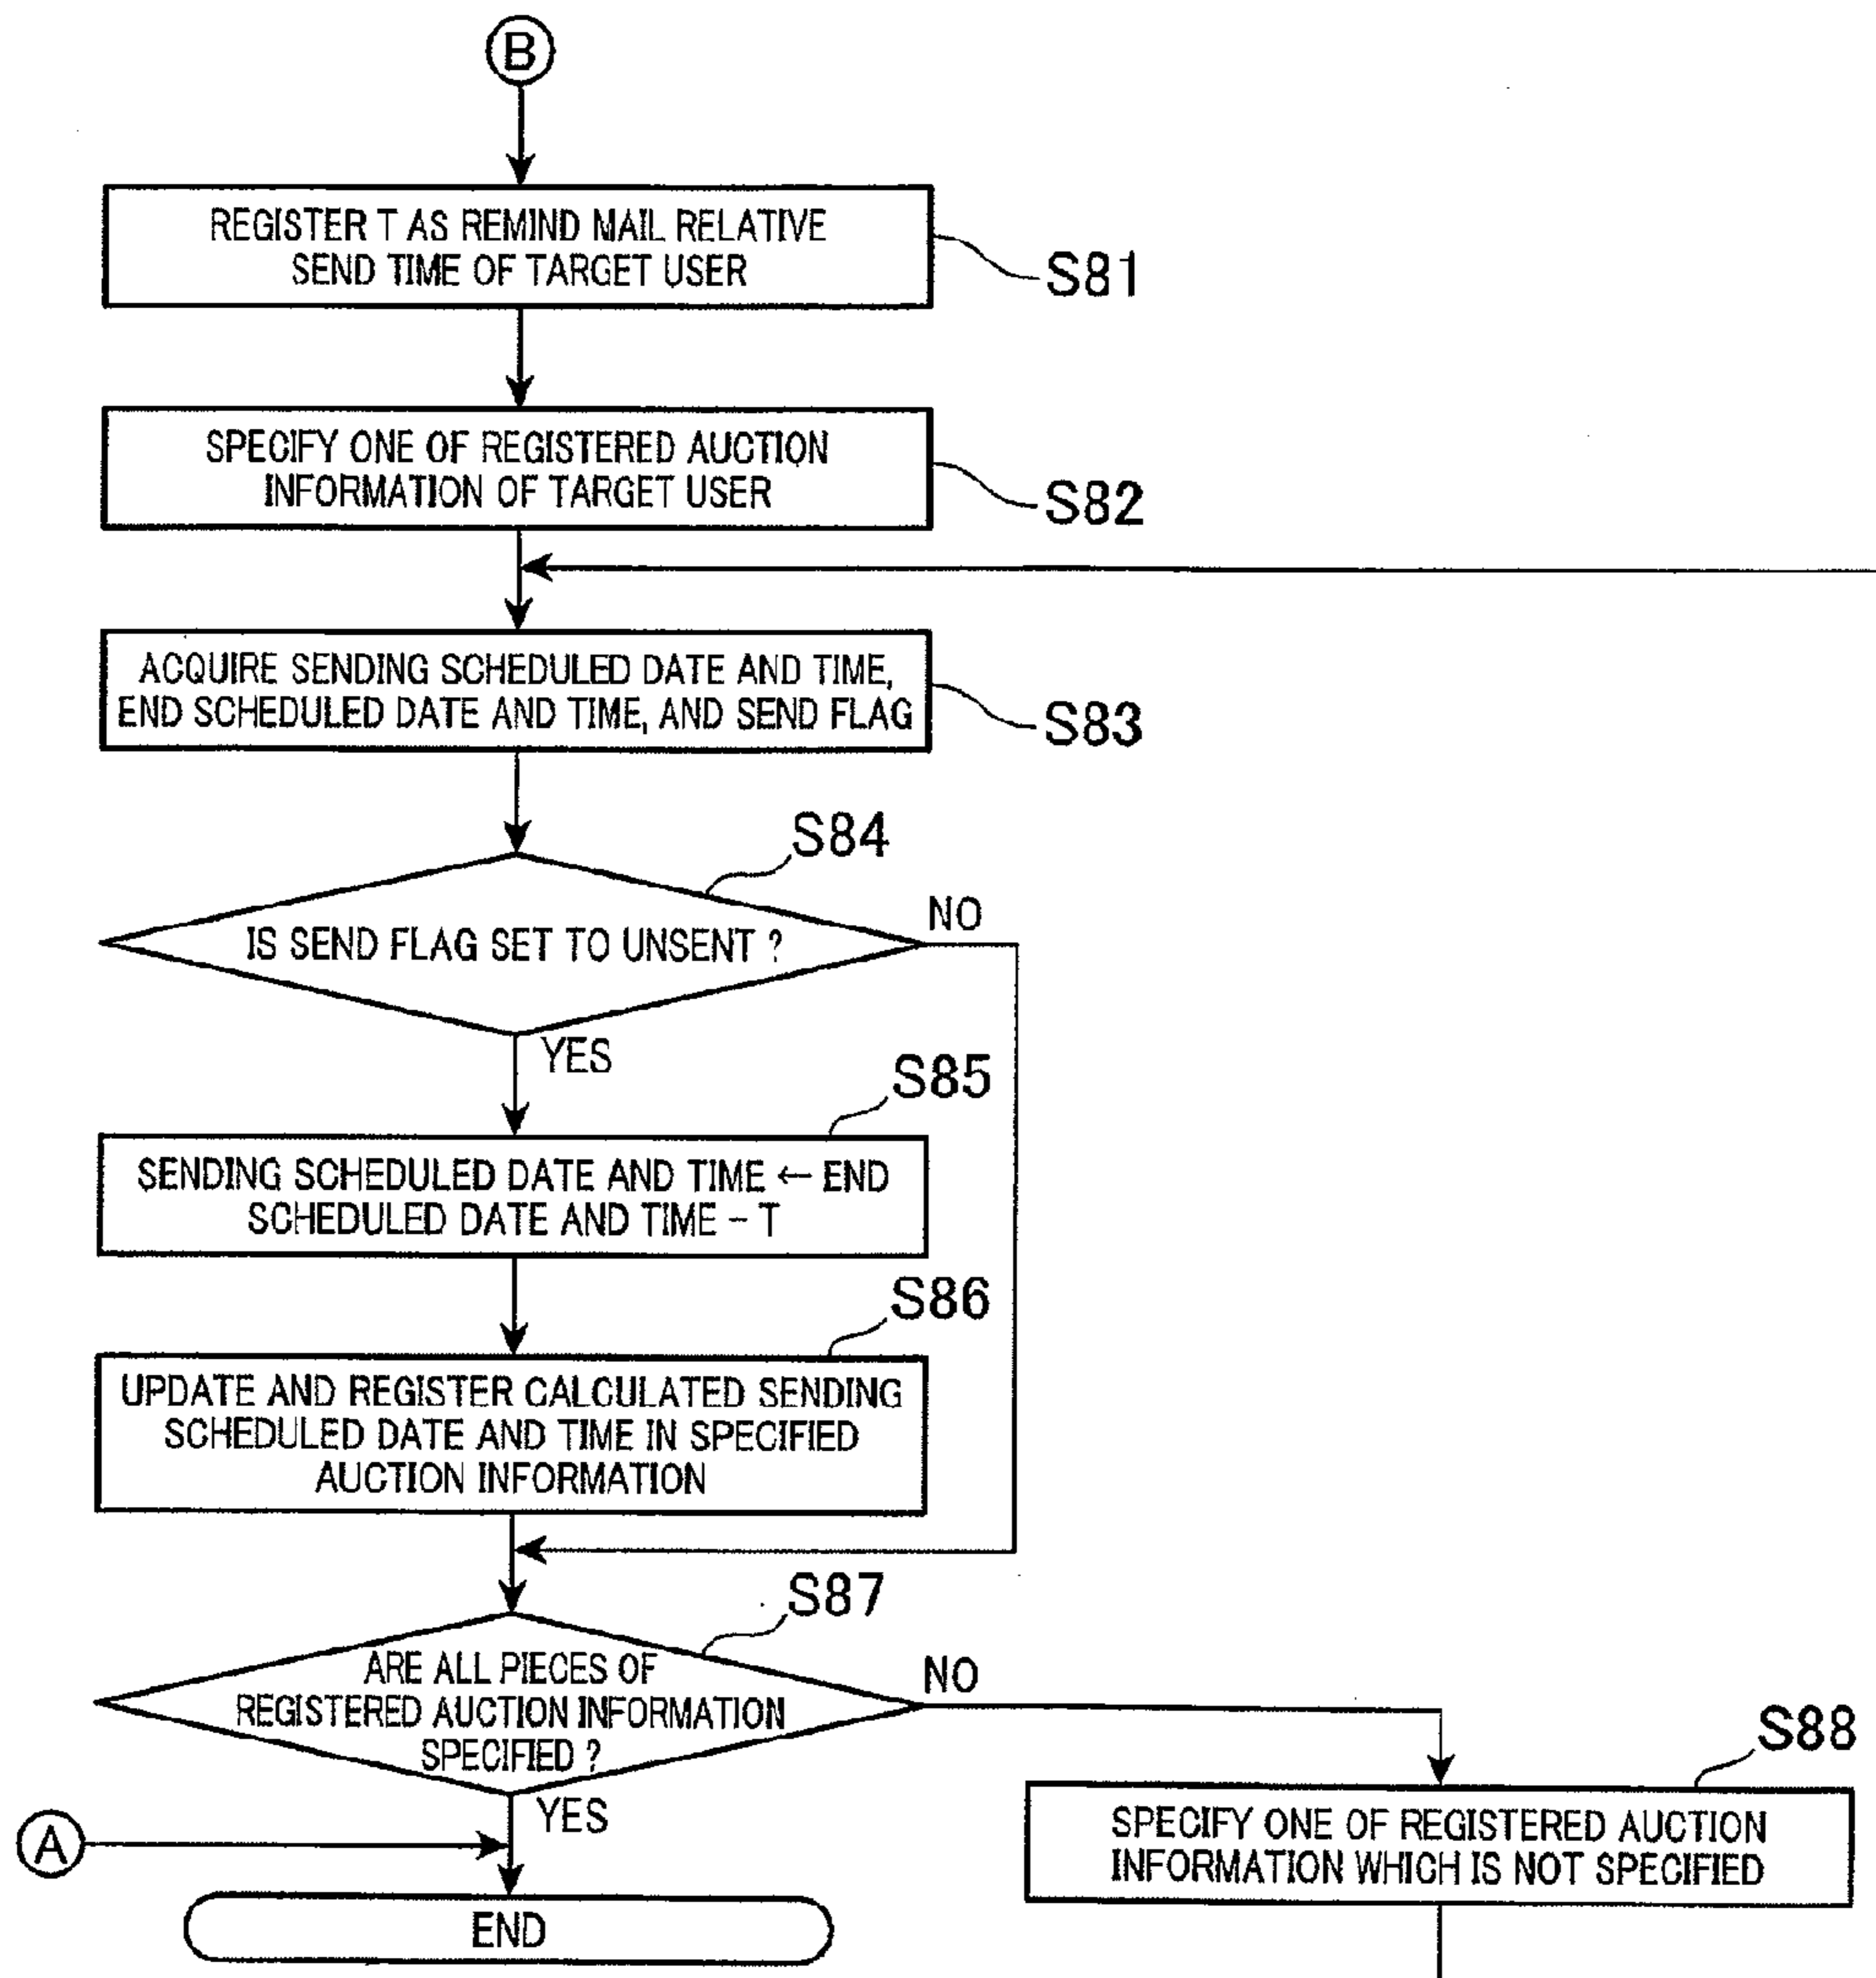 B
REGISTER T AS REMIND MAIL RELATIVE
SEND TIME OF TARGET USER
S81
SPECIFY ONE OF REGISTERED AUCTION
INFORMATION OF TARGET USER
S82
ACQUIRE SENDING SCHEDULED DATE AND TIME,
END SCHEDULED DATE AND TIME, AND SEND FLAG
S83
S84
IS SEND FLAG SET TO UNSENT ?
NO
YES
S85
SENDING SCHEDULED DATE AND TIME ← END
SCHEDULED DATE AND TIME – T
S86
UPDATE AND REGISTER CALCULATED SENDING
SCHEDULED DATE AND TIME IN SPECIFIED
AUCTION INFORMATION
S87
ARE ALL PIECES OF
REGISTERED AUCTION INFORMATION
SPECIFIED ?
NO
YES
S88
SPECIFY ONE OF REGISTERED AUCTION
INFORMATION WHICH IS NOT SPECIFIED
A
END